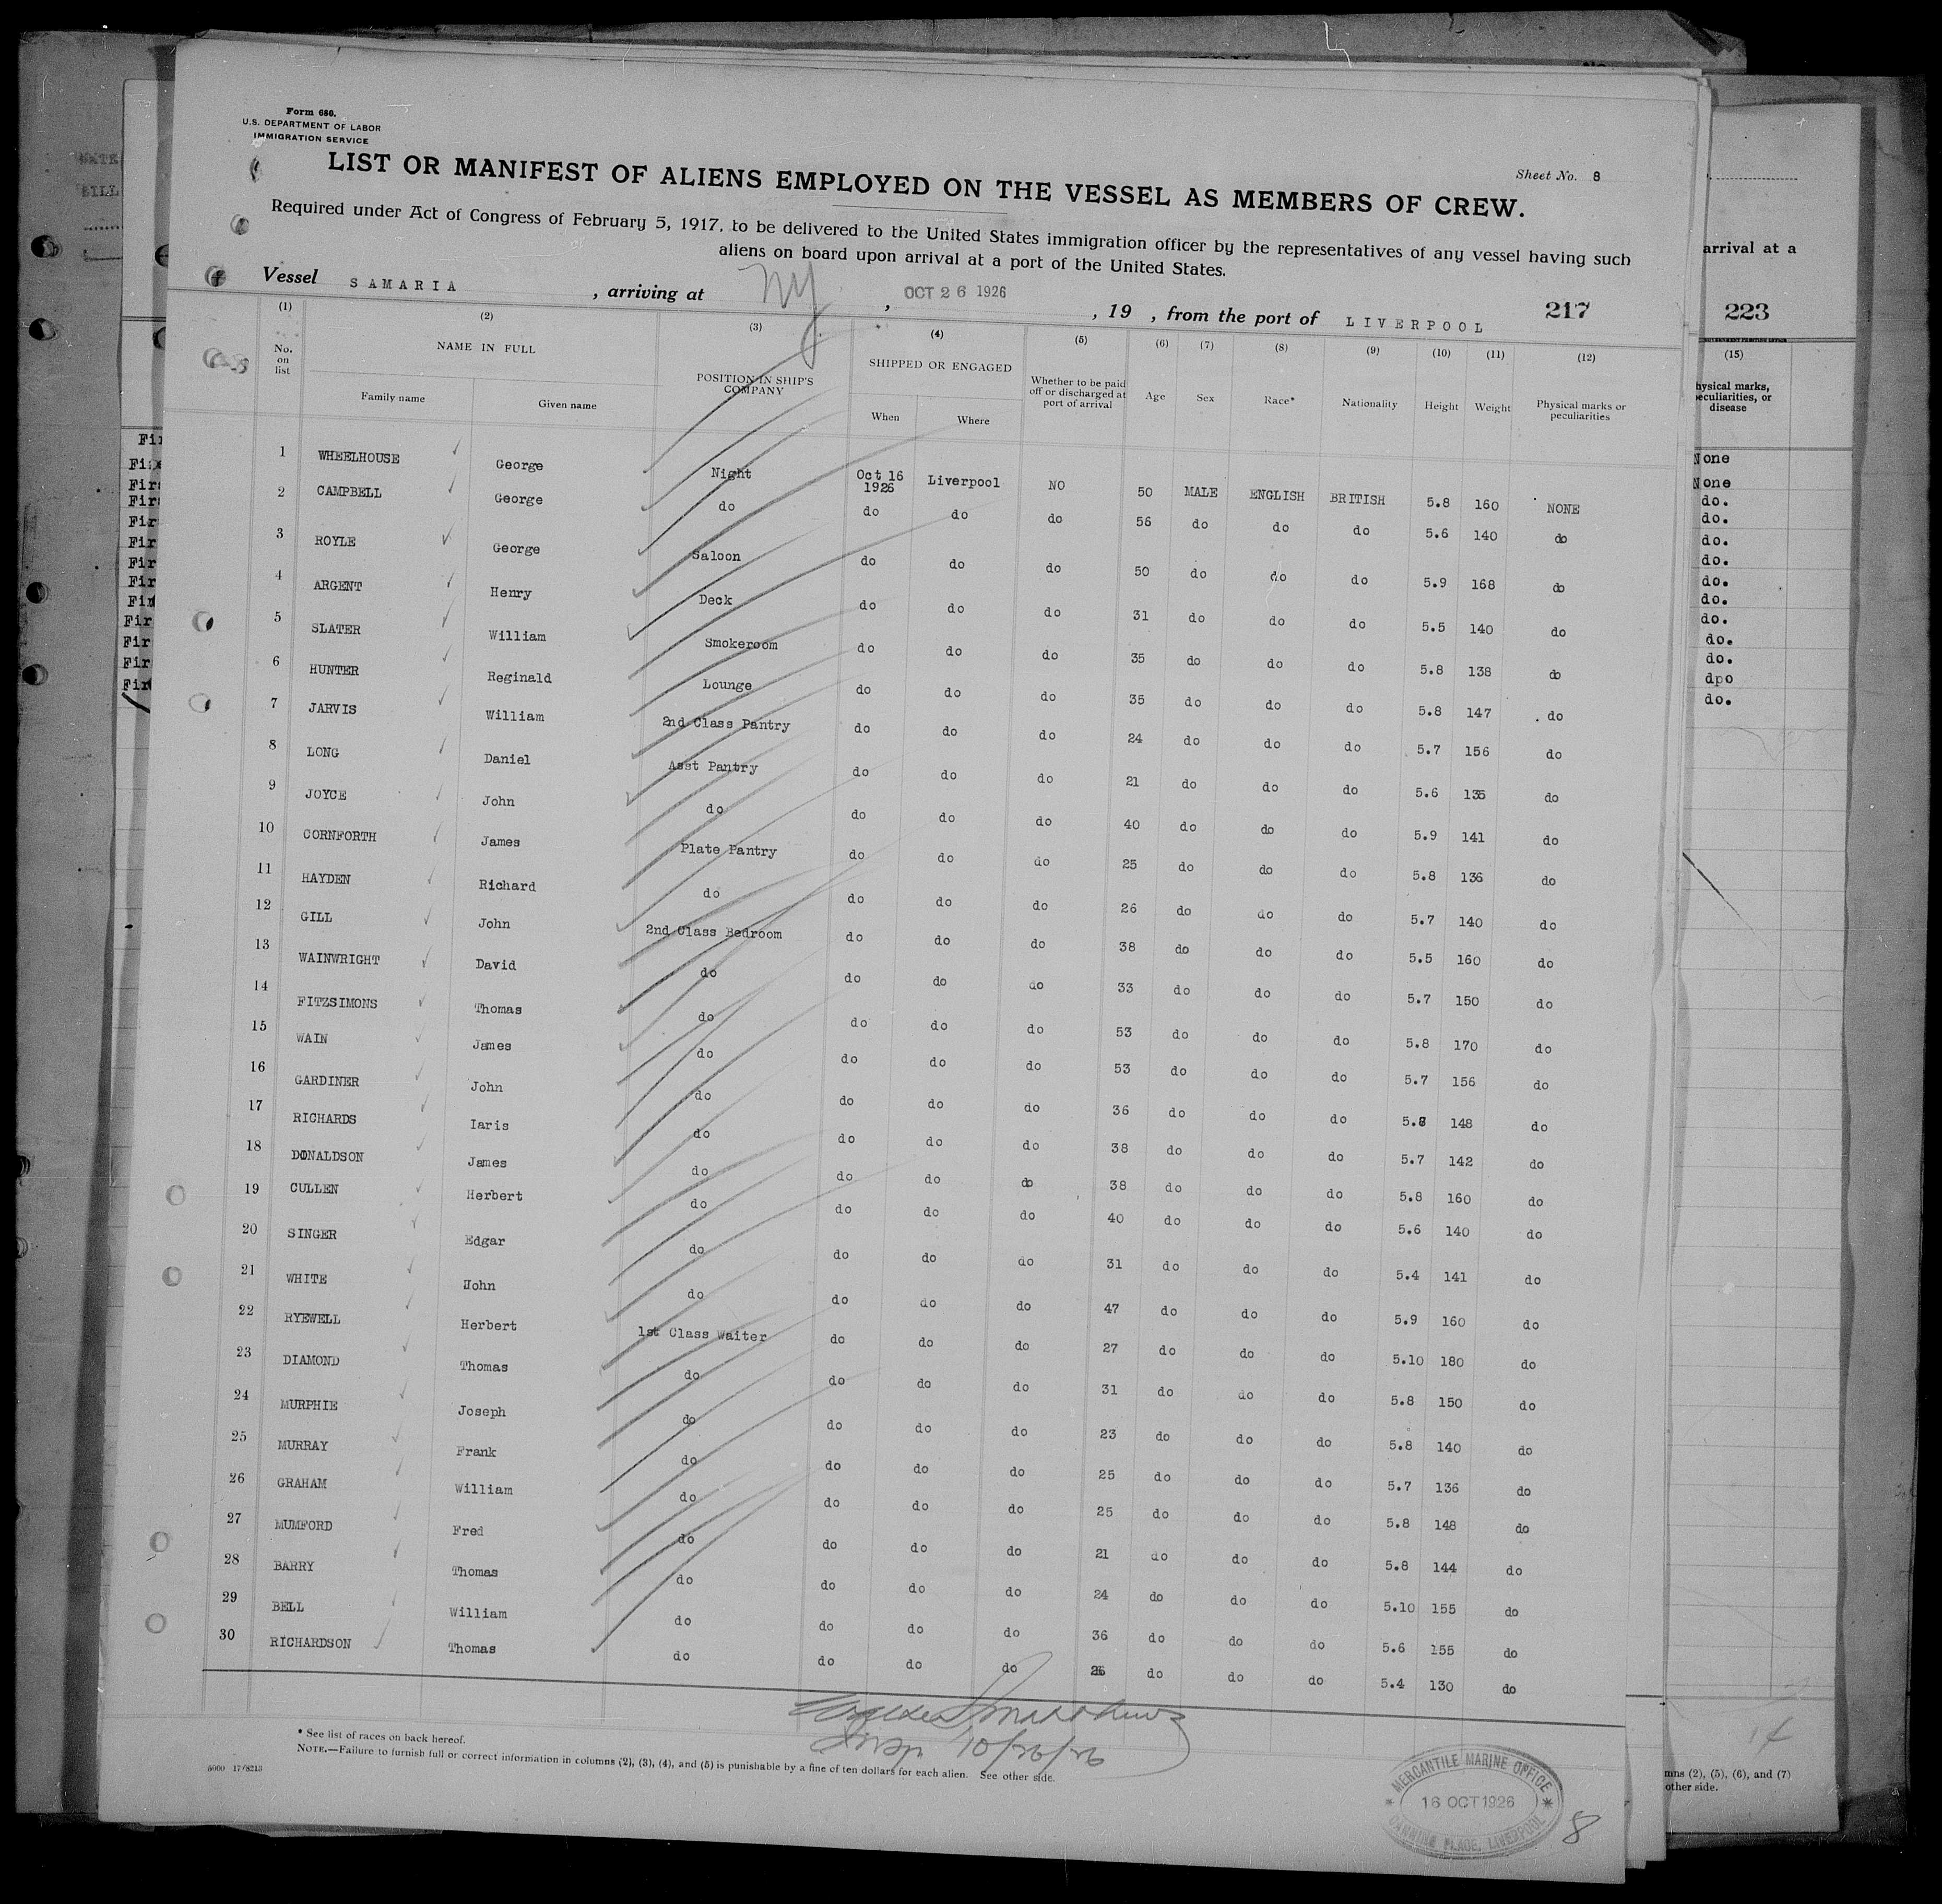 Form 680.
U.S. DEPARTMENT OF LABOR
IMMIGRATION SERVICE
Sheet No. 8
LIST OR MANIFEST OF ALIENS EMPLOYED ON THE VESSEL AS MEMBERS OF CREW.
Required under Act of Congress of February 5, 1917, to be delivered to the United States immigration officer by the representatives of any vessel having such
aliens on board upon arrival at a port of the United States.
Vessel SAMARIA , arriving at NY , OCT 26 1926 , 19 , from the port of LIVERPOOL 217
(1) (2) (3) (4) (5) (6) (7) (8) (9) (10) (11) (12)
No. on list NAME IN FULL Family name Given name POSITION IN SHIP'S COMPANY SHIPPED OR ENGAGED When Where Whether to be paid off or discharged at port of arrival Age Sex Race* Nationality Height Weight Physical marks or peculiarities
1 WHEELHOUSE George Night Oct 16 1926 Liverpool NO 50 MALE ENGLISH BRITISH 5.8 160 NONE
2 CAMPBELL George do do do do 56 do do do 5.6 140 do
3 ROYLE George Saloon do do do 50 do do do 5.9 168 do
4 ARGENT Henry Deck do do do 31 do do do 5.5 140 do
5 SLATER William Smokeroom do do do 35 do do do 5.8 138 do
6 HUNTER Reginald Lounge do do do 35 do do do 5.8 147 do
7 JARVIS William 2nd Class Pantry do do do 24 do do do 5.7 156 do
8 LONG Daniel Asst Pantry do do do 21 do do do 5.6 135 do
9 JOYCE John do do do do 40 do do do 5.9 141 do
10 CORNFORTH James Plate Pantry do do do 25 do do do 5.8 136 do
11 HAYDEN Richard do do do do 26 do do do 5.7 140 do
12 GILL John 2nd Class Bedroom do do do 38 do do do 5.5 160 do
13 WAINWRIGHT David do do do do 33 do do do 5.7 150 do
14 FITZSIMONS Thomas do do do do 53 do do do 5.8 170 do
15 WAIN James do do do do 53 do do do 5.7 156 do
16 GARDINER John do do do do 36 do do do 148 do
17 RICHARDS Iaris do do do do 38 do do do 5.7 142 do
18 DONALDSON James do do do do 38 do do do 5.8 160 do
19 CULLEN Herbert do do do do 40 do do do 5.6 140 do
20 SINGER Edgar do do do do 31 do do do 5.4 141 do
21 WHITE John do do do do 47 do do do 5.9 160 do
22 RYEWELL Herbert 1st Class Waiter do do do 27 do do do 5.10 180 do
23 DIAMOND Thomas do do do do 31 do do do 5.8 150 do
24 MURPHIE Joseph do do do do 23 do do do 5.8 140 do
25 MURRAY Frank do do do do 25 do do do 5.7 136 do
26 GRAHAM William do do do do 25 do do do 5.8 148 do
27 MUMFORD Fred do do do do 21 do do do 5.8 144 do
28 BARRY Thomas do do do do 24 do do do 5.10 155 do
29 BELL William do do do do 36 do do do 5.6 155 do
30 RICHARDSON Thomas do do do do do do do 5.4 130 do
10/26/26
* See list of races on back hereof.
NOTE.—Failure to furnish full or correct information in columns (2), (3), (4), and (5) is punishable by a fine of ten dollars for each alien. See other side.
MERCANTILE MARINE OFFICE
16 OCT 1926
CANNING PLACE, LIVERPOOL
8
arrival at a
223
(15)
Physical marks, peculiarities, or disease
None
None
do.
do.
do.
do.
do.
do.
do.
do.
do.
dpo
do.
(2), (5), (6), and (7)
other side.